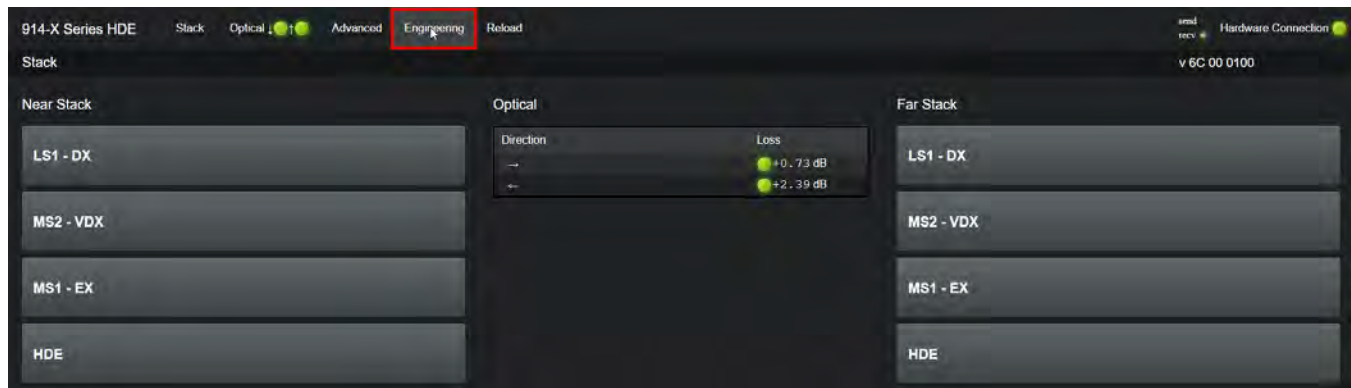 914-X Series HDE Stack Optical ↓↑ Advanced Engineering Reload send recv Hardware Connection
Stack v 6C 00 0100
Near Stack Optical Far Stack
Direction Loss
LS1 - DX → +0.73 dB LS1 - DX
← +2.39 dB
MS2 - VDX MS2 - VDX
MS1 - EX MS1 - EX
HDE HDE